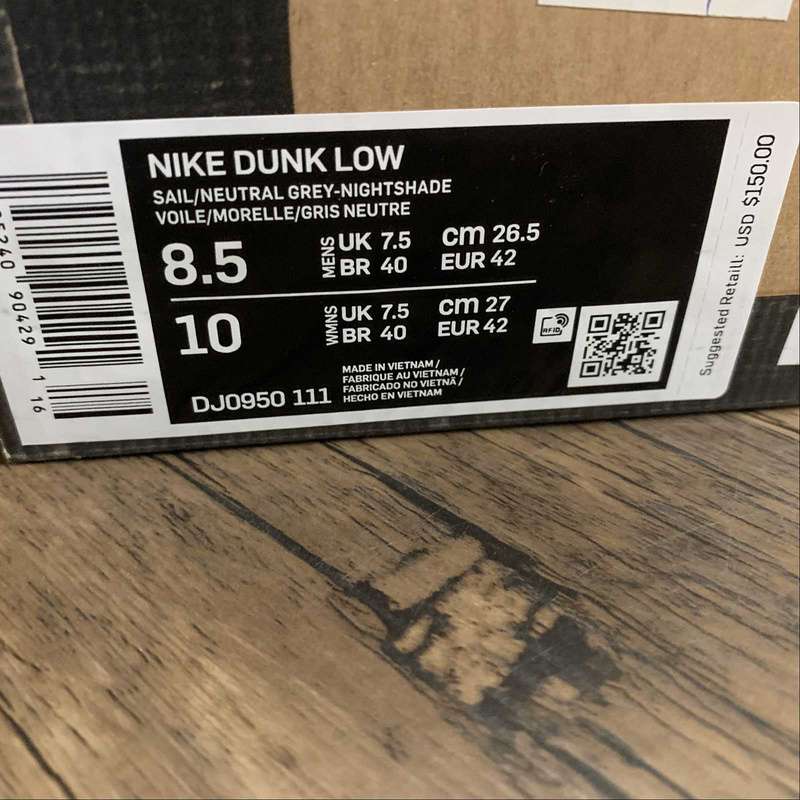 NIKE DUNK LOW
SAIL/NEUTRAL GREY-NIGHTSHADE
VOILE/MORELLE/GRIS NEUTRE
8.5 MENS UK 7.5 cm 26.5
BR 40 EUR 42
10 WMNS UK 7.5 cm 27
BR 40 EUR 42
RFID
DJ0950 111
MADE IN VIETNAM /
FABRIQUE AU VIETNAM /
FABRICADO NO VIETNÃ /
HECHO EN VIETNAM
Suggested Retaill: USD $150.00
90429 1 16